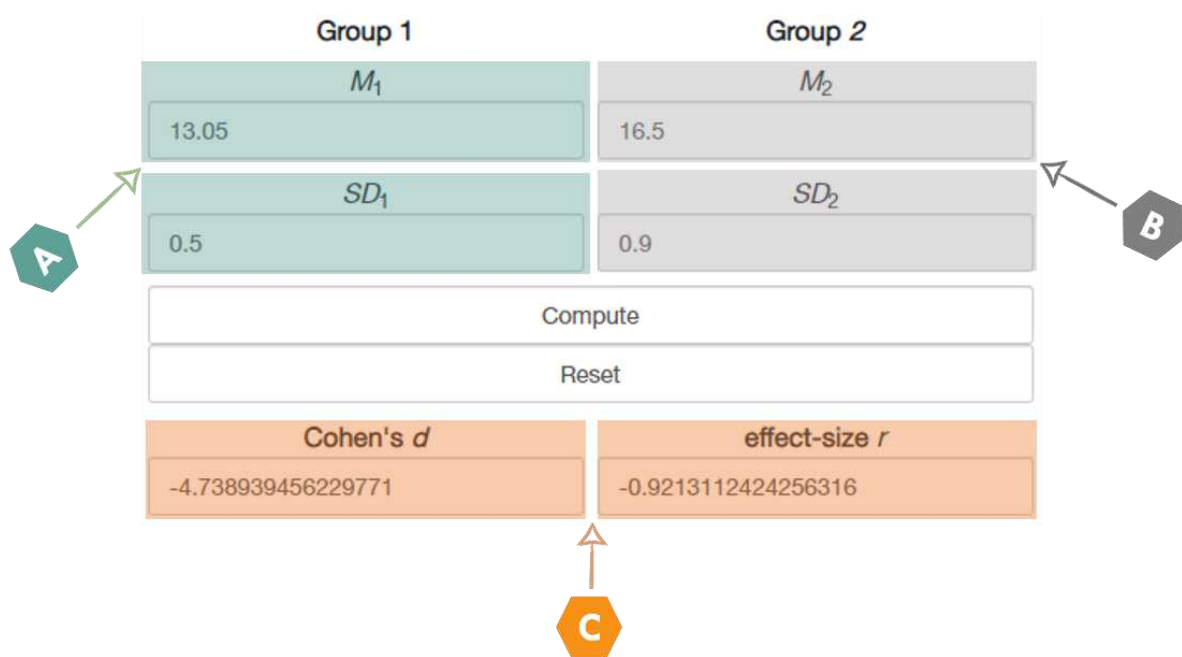 Group 1 Group 2
M1 M2
13.05 16.5
SD1 SD2
0.5 0.9
A B
Compute
Reset
Cohen's d effect-size r
-4.738939456229771 -0.9213112424256316
C